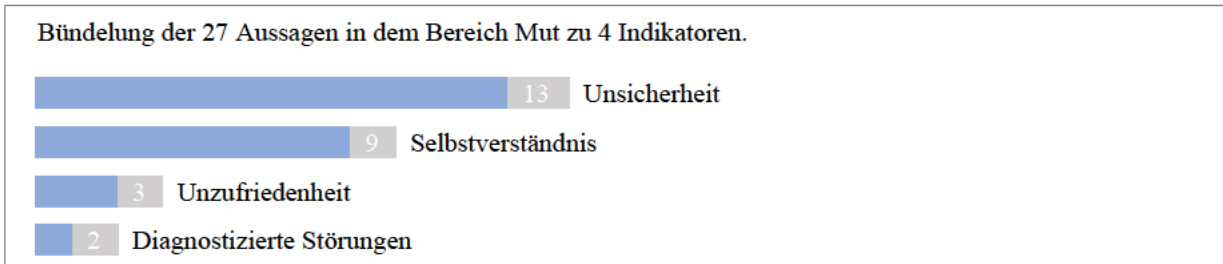 Bündelung der 27 Aussagen in dem Bereich Mut zu 4 Indikatoren.
13 Unsicherheit
9 Selbstverständnis
3 Unzufriedenheit
2 Diagnostizierte Störungen